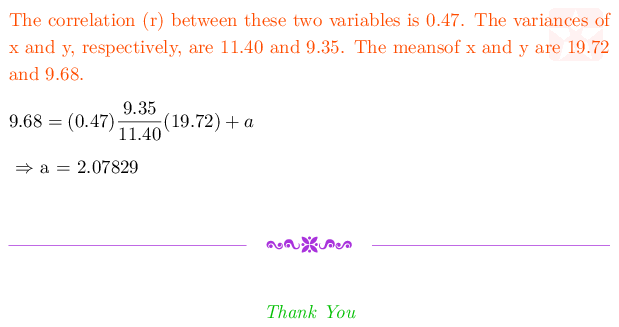 The correlation (r) between these two variables is 0.47. The variances of
x and y, respectively, are 11.40 and 9.35. The meansof x and y are 19.72
and 9.68.
9.68 = (0.47) 9.35/11.40 (19.72) + a
⇒ a = 2.07829
Thank You